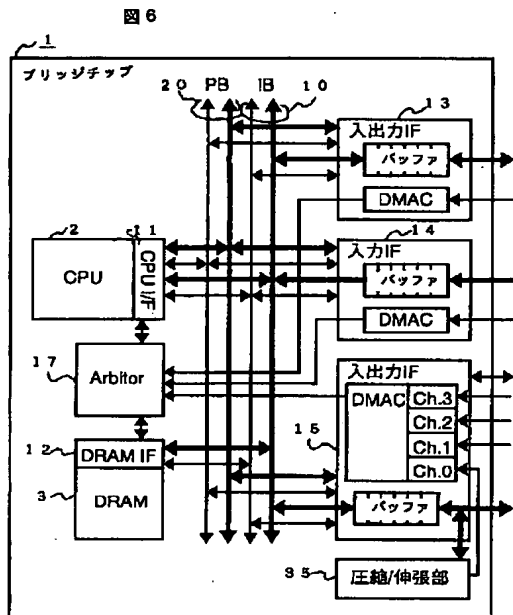 図6
1
ブリッジチップ
20 PB IB 10
13
入出力IF
バッファ
DMAC
2
11
CPU
CPU I/F
14
入力IF
バッファ
DMAC
17
Arbitor
入出力IF
DMAC
Ch.3
Ch.2
Ch.1
Ch.0
15
12
DRAM IF
3
DRAM
バッファ
35
圧縮/伸張部